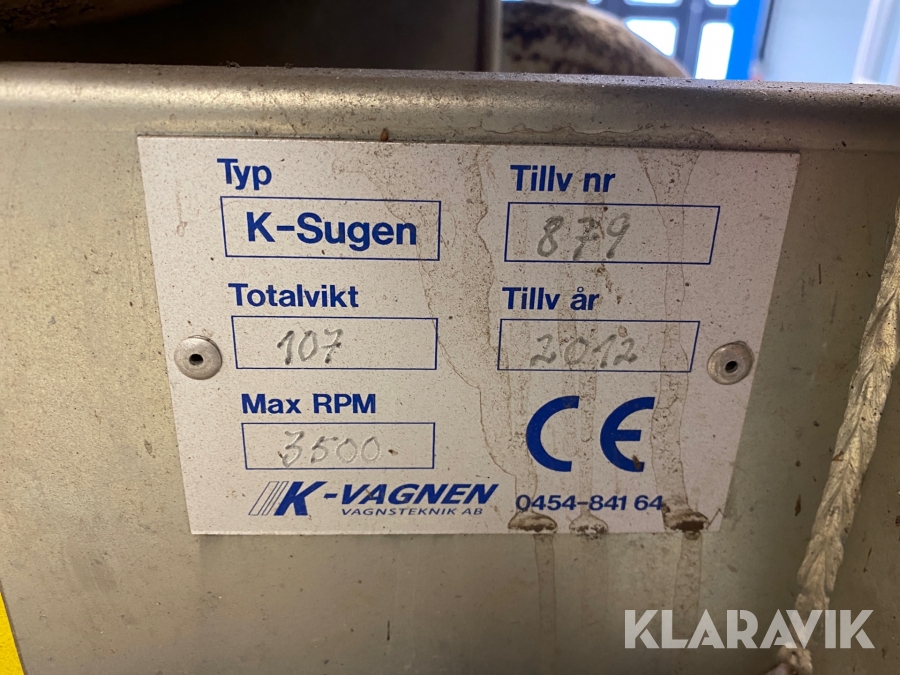 Typ
K-Sugen
Tillv nr
879
Totalvikt
107
Tillv år
2012
Max RPM
3500.
K-VAGNEN
VAGNSTEKNIK AB
CE
0454-841 64
KLARAVIK